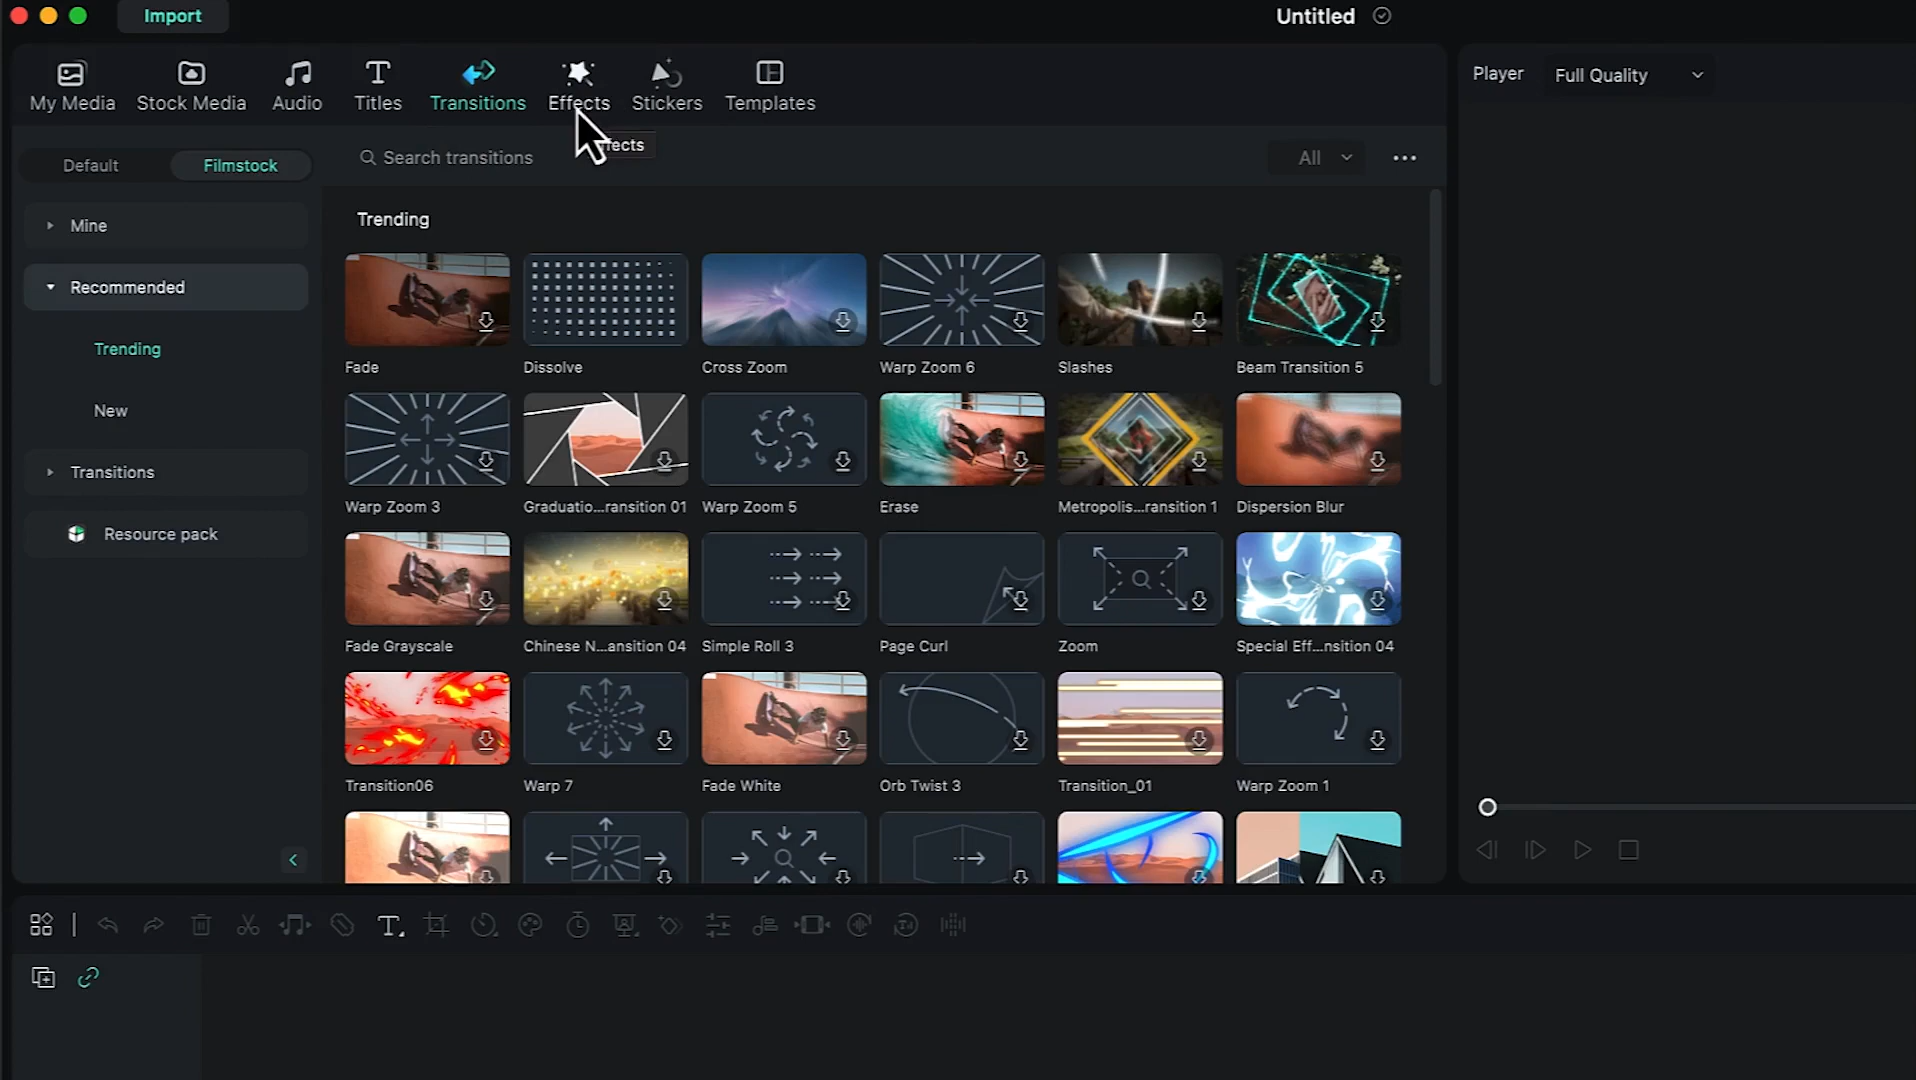 Import
Untitled
My Media
Stock Media
Audio
Titles
Transitions
Effects
Stickers
Templates
Player
Full Quality
Default
Filmstock
Search transitions
fects
All
Mine
Recommended
Trending
New
Transitions
Resource pack
Trending
Fade
Dissolve
Cross Zoom
Warp Zoom 6
Slashes
Beam Transition 5
Warp Zoom 3
Graduatio...ransition 01
Warp Zoom 5
Erase
Metropolis...ransition 1
Dispersion Blur
Fade Grayscale
Chinese N...ansition 04
Simple Roll 3
Page Curl
Zoom
Special Eff...nsition 04
Transition06
Warp 7
Fade White
Orb Twist 3
Transition_01
Warp Zoom 1